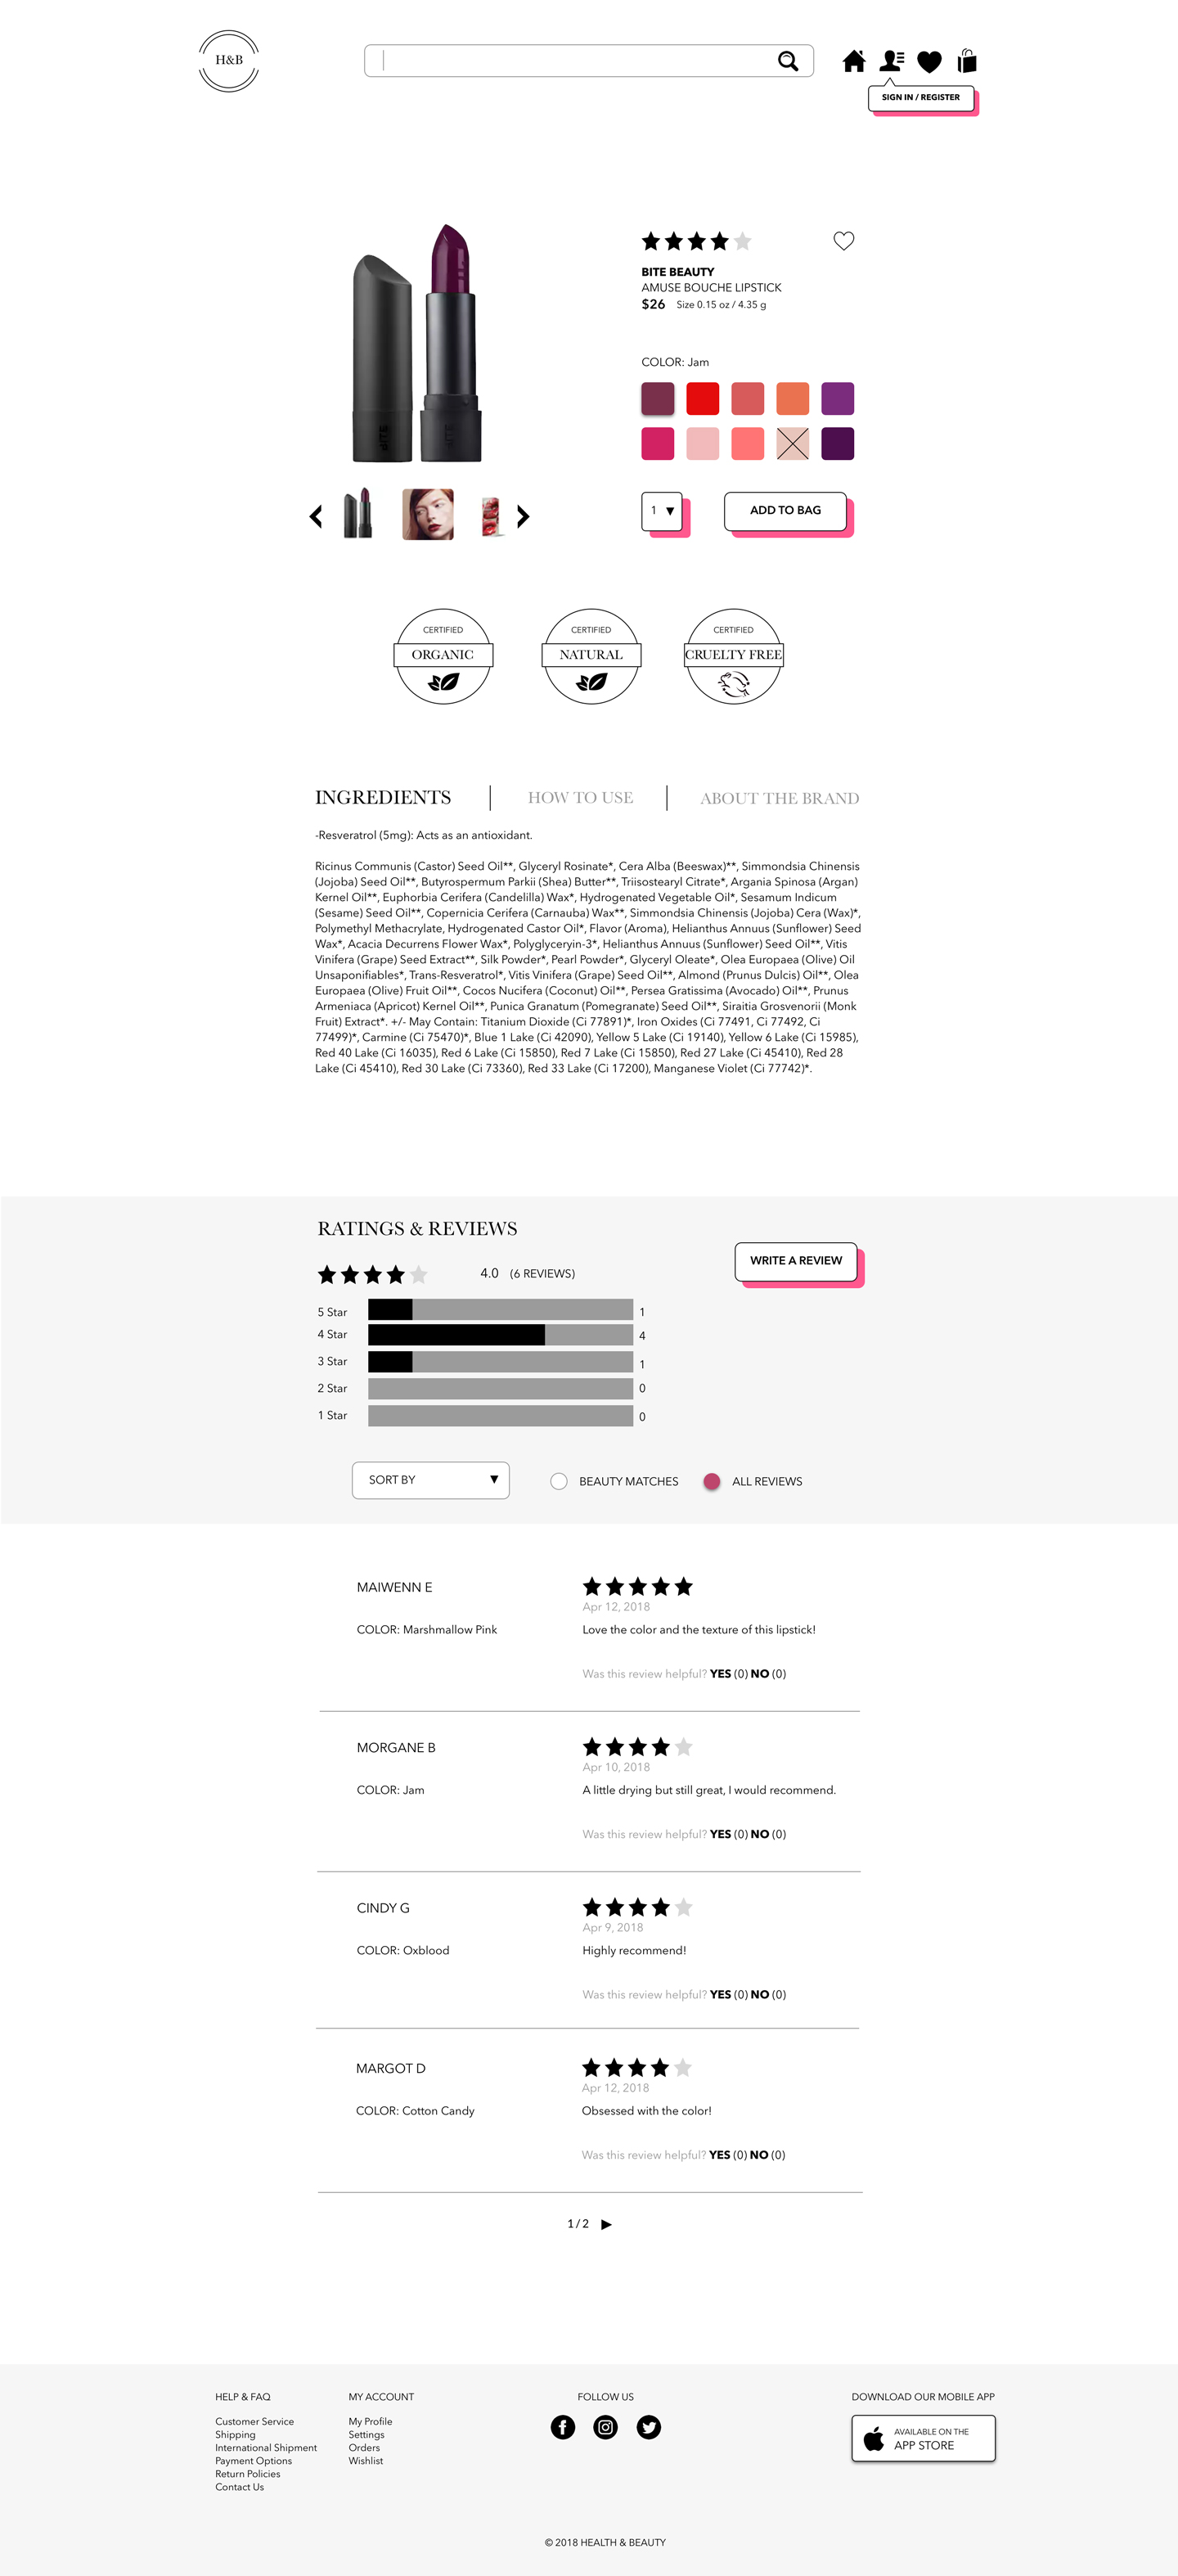 H&B
SIGN IN / REGISTER
BITE BEAUTY
AMUSE BOUCHE LIPSTICK
$26 Size 0.15 oz / 4.35 g
COLOR: Jam
BITE
BITE
1 ▼
ADD TO BAG
CERTIFIED
ORGANIC
CERTIFIED
NATURAL
CERTIFIED
CRUELTY FREE
INGREDIENTS
HOW TO USE
ABOUT THE BRAND
-Resveratrol (5mg): Acts as an antioxidant.
Ricinus Communis (Castor) Seed Oil**, Glyceryl Rosinate*, Cera Alba (Beeswax)**, Simmondsia Chinensis
(Jojoba) Seed Oil**, Butyrospermum Parkii (Shea) Butter**, Triisostearyl Citrate*, Argania Spinosa (Argan)
Kernel Oil**, Euphorbia Cerifera (Candelilla) Wax*, Hydrogenated Vegetable Oil*, Sesamum Indicum
(Sesame) Seed Oil**, Copernicia Cerifera (Carnauba) Wax**, Simmondsia Chinensis (Jojoba) Cera (Wax)*,
Polymethyl Methacrylate, Hydrogenated Castor Oil*, Flavor (Aroma), Helianthus Annuus (Sunflower) Seed
Wax*, Acacia Decurrens Flower Wax*, Polyglyceryin-3*, Helianthus Annuus (Sunflower) Seed Oil**, Vitis
Vinifera (Grape) Seed Extract**, Silk Powder*, Pearl Powder*, Glyceryl Oleate*, Olea Europaea (Olive) Oil
Unsaponifiables*, Trans-Resveratrol*, Vitis Vinifera (Grape) Seed Oil**, Almond (Prunus Dulcis) Oil**, Olea
Europaea (Olive) Fruit Oil**, Cocos Nucifera (Coconut) Oil**, Persea Gratissima (Avocado) Oil**, Prunus
Armeniaca (Apricot) Kernel Oil**, Punica Granatum (Pomegranate) Seed Oil**, Siraitia Grosvenorii (Monk
Fruit) Extract*. +/- May Contain: Titanium Dioxide (Ci 77891)*, Iron Oxides (Ci 77491, Ci 77492, Ci
77499)*, Carmine (Ci 75470)*, Blue 1 Lake (Ci 42090), Yellow 5 Lake (Ci 19140), Yellow 6 Lake (Ci 15985),
Red 40 Lake (Ci 16035), Red 6 Lake (Ci 15850), Red 7 Lake (Ci 15850), Red 27 Lake (Ci 45410), Red 28
Lake (Ci 45410), Red 30 Lake (Ci 73360), Red 33 Lake (Ci 17200), Manganese Violet (Ci 77742)*.
RATINGS & REVIEWS
4.0 (6 REVIEWS)
WRITE A REVIEW
5 Star 1
4 Star 4
3 Star 1
2 Star 0
1 Star 0
SORT BY ▼
BEAUTY MATCHES
ALL REVIEWS
MAIWENN E
Apr 12, 2018
COLOR: Marshmallow Pink
Love the color and the texture of this lipstick!
Was this review helpful? YES (0) NO (0)
MORGANE B
Apr 10, 2018
COLOR: Jam
A little drying but still great, I would recommend.
Was this review helpful? YES (0) NO (0)
CINDY G
Apr 9, 2018
COLOR: Oxblood
Highly recommend!
Was this review helpful? YES (0) NO (0)
MARGOT D
Apr 12, 2018
COLOR: Cotton Candy
Obsessed with the color!
Was this review helpful? YES (0) NO (0)
1 / 2 ▶
HELP & FAQ
Customer Service
Shipping
International Shipment
Payment Options
Return Policies
Contact Us
MY ACCOUNT
My Profile
Settings
Orders
Wishlist
FOLLOW US
DOWNLOAD OUR MOBILE APP
AVAILABLE ON THE
APP STORE
© 2018 HEALTH & BEAUTY